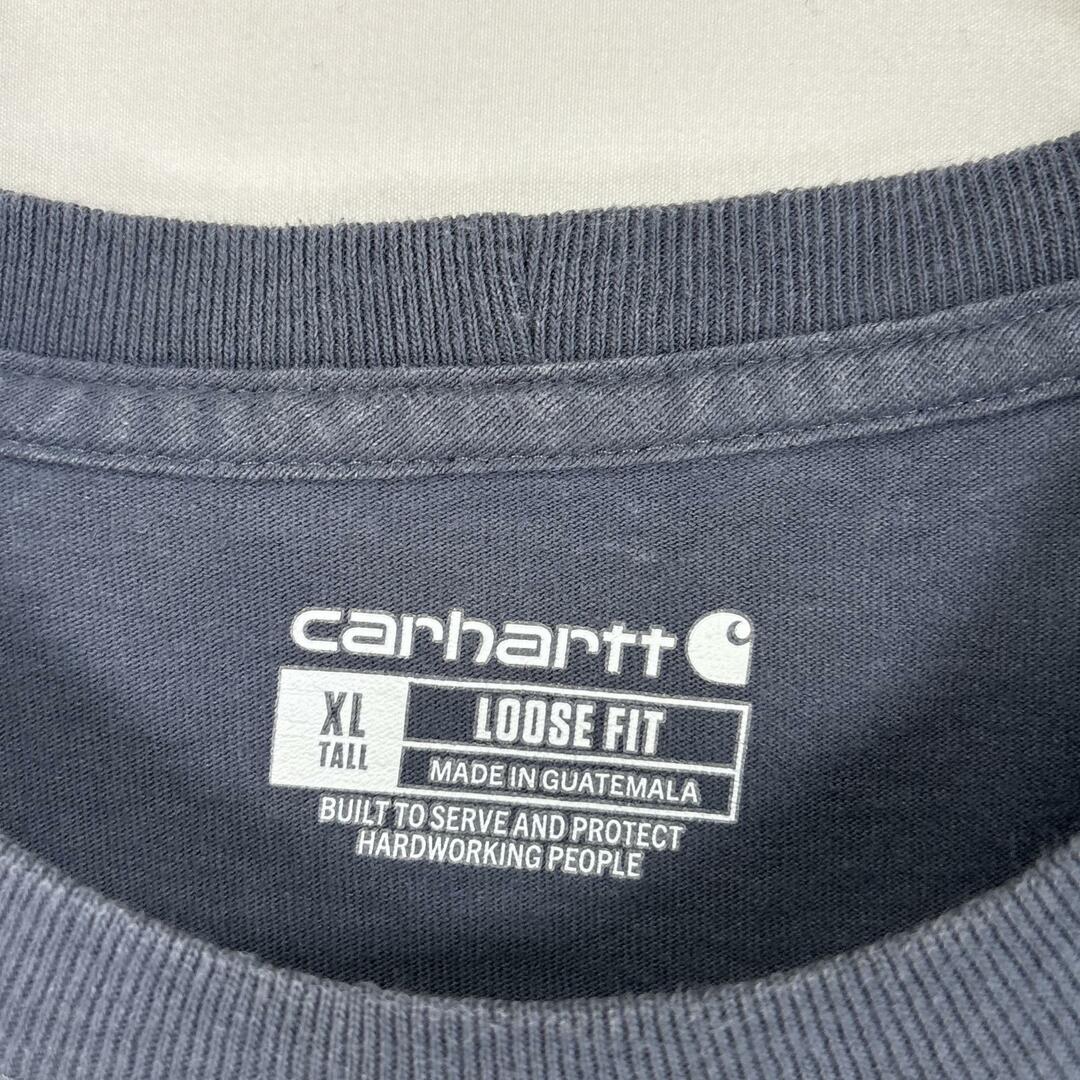 carhartt
XL
TALL
LOOSE FIT
MADE IN GUATEMALA
BUILT TO SERVE AND PROTECT
HARDWORKING PEOPLE